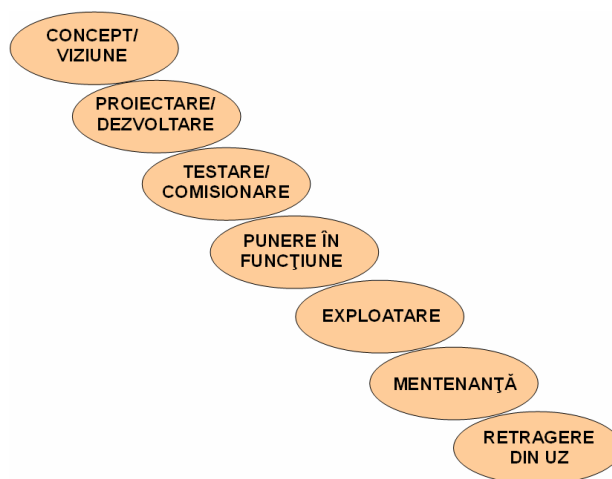 CONCEPT/
VIZIUNE
PROIECTARE/
DEZVOLTARE
TESTARE/
COMISIONARE
PUNERE ÎN
FUNCŢIUNE
EXPLOATARE
MENTENANŢĂ
RETRAGERE
DIN UZ